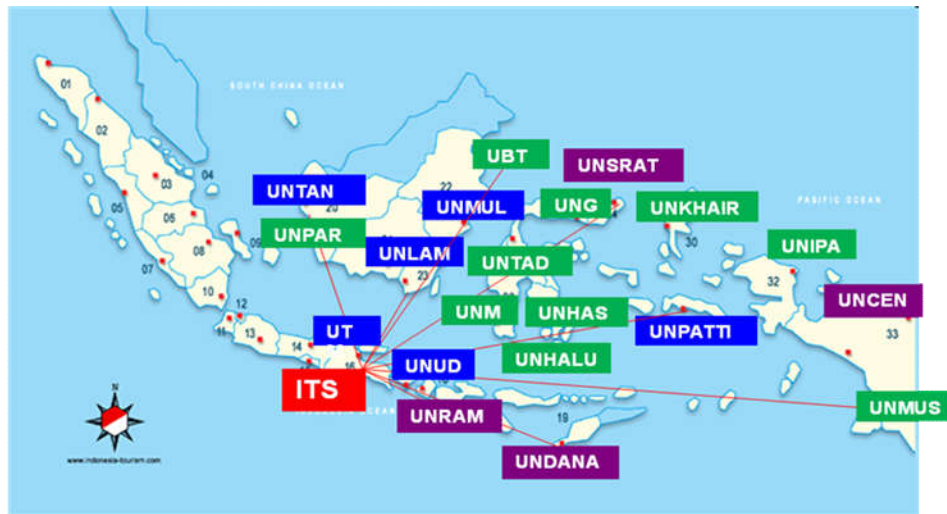 SOUTH CHINA OCEAN
PASIFIC OCEAN
UBT
UNSRAT
UNTAN
UNMUL
UNG
UNKHAIR
UNPAR
UNLAM
UNTAD
UNIPA
UNM
UNHAS
UNCEN
UT
UNPATTI
UNUD
UNHALU
ITS
UNRAM
UNMUS
UNDANA
01
02
03
04
05
06
07
08
09
10
11
12
13
14
16
19
20
22
23
30
32
33
N
www.indonesia-tourism.com